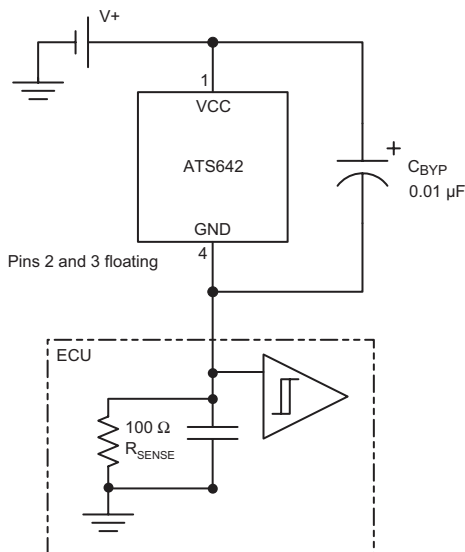 V+
1
VCC
ATS642
+
CBYP
0.01 µF
GND
4
Pins 2 and 3 floating
ECU
100 Ω
RSENSE